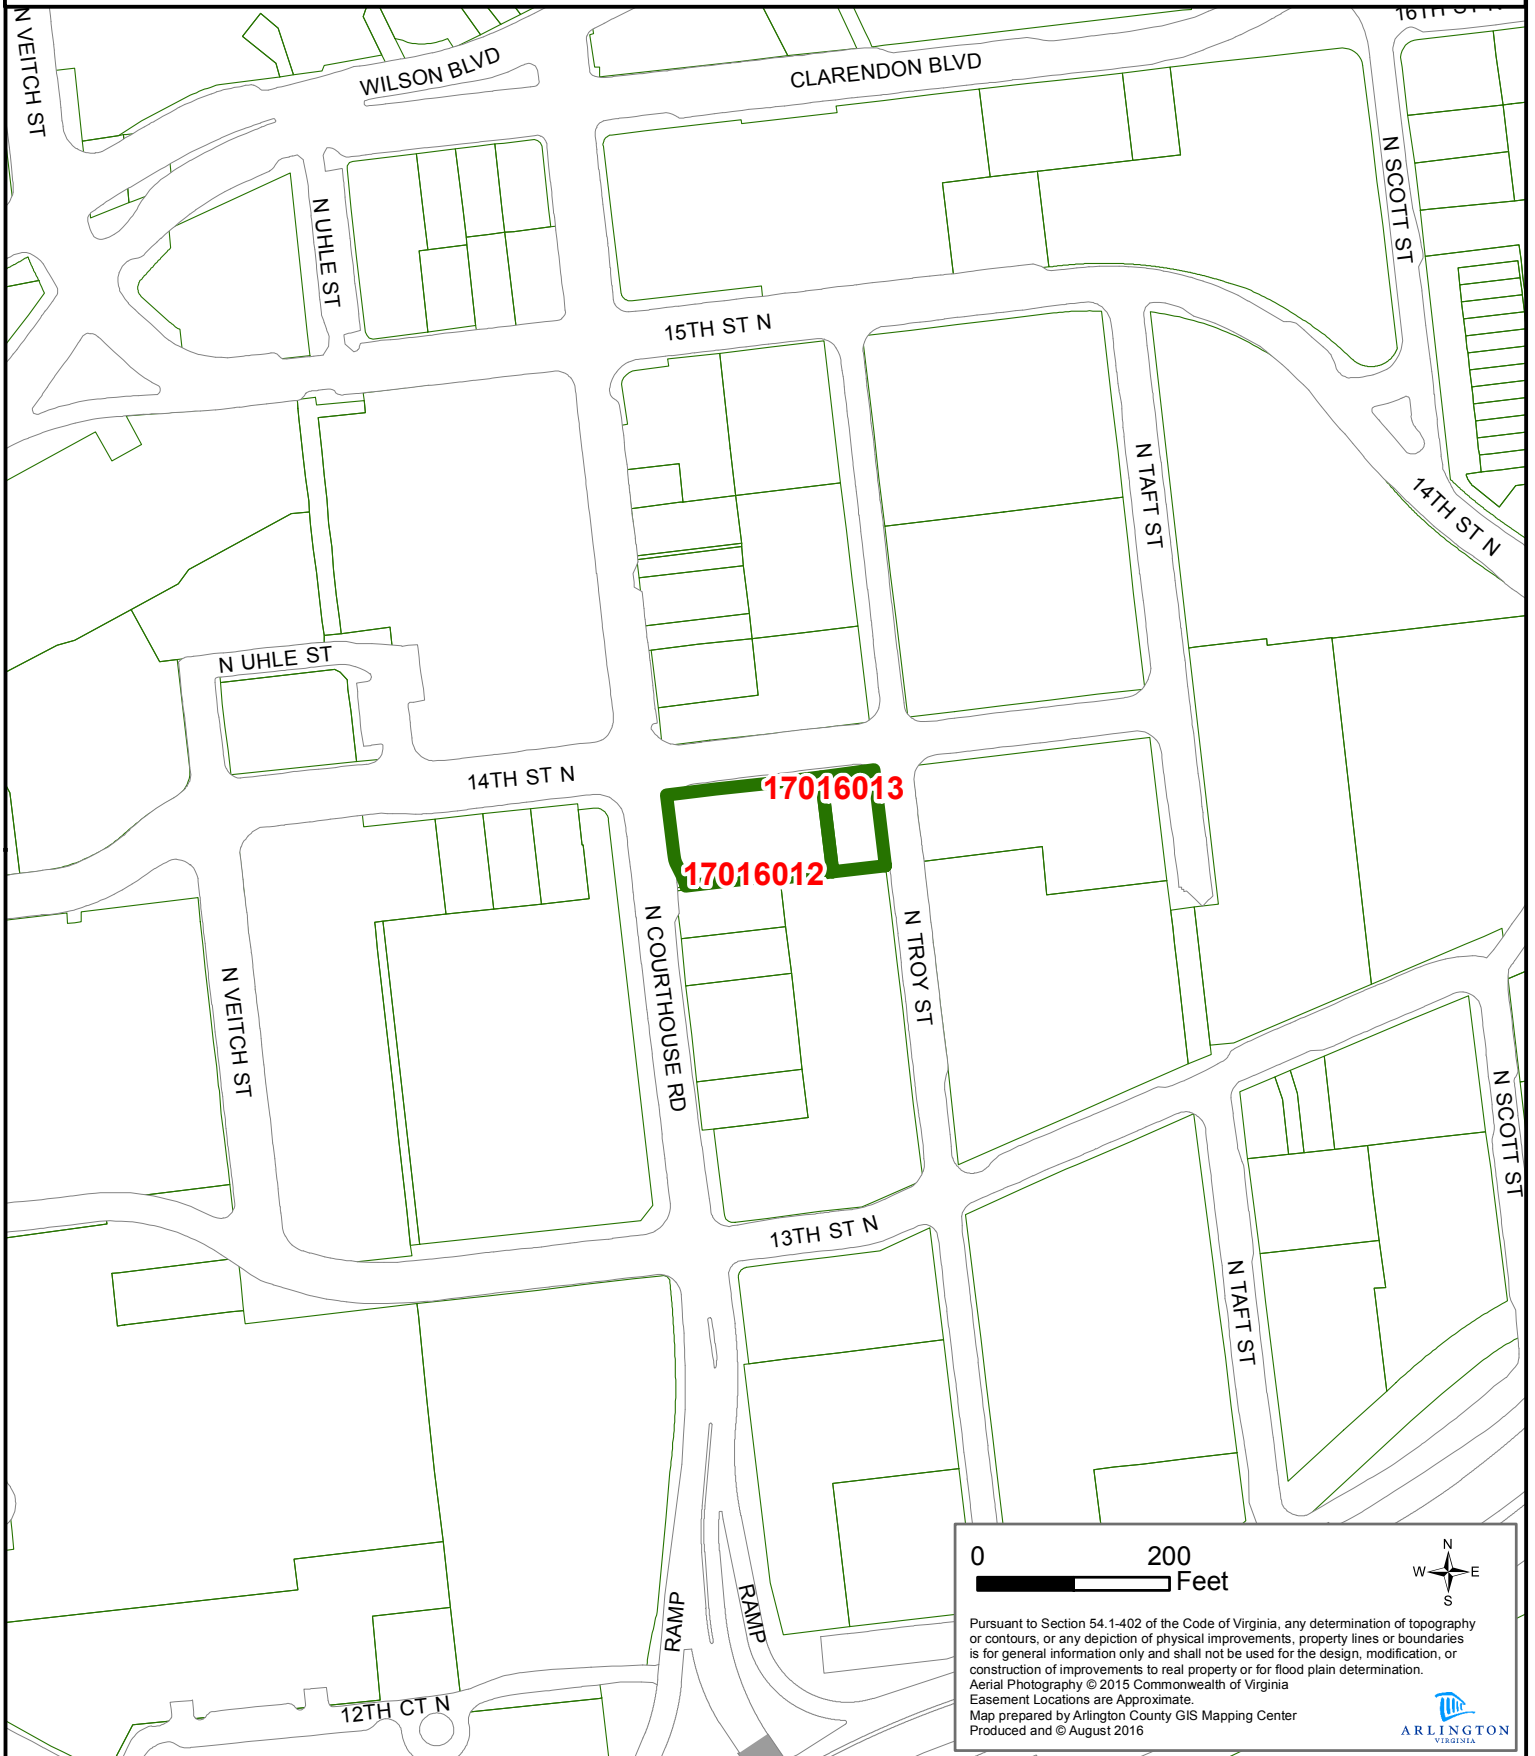 16TH ST N
N VEITCH ST
WILSON BLVD
CLARENDON BLVD
N SCOTT ST
N UHLE ST
15TH ST N
N TAFT ST
14TH ST N
N UHLE ST
14TH ST N
17016013
17016012
N COURTHOUSE RD
N TROY ST
N VEITCH ST
N SCOTT ST
13TH ST N
N TAFT ST
RAMP
RAMP
12TH CT N
0 200
Feet
N
W E
S
Pursuant to Section 54.1-402 of the Code of Virginia, any determination of topography
or contours, or any depiction of physical improvements, property lines or boundaries
is for general information only and shall not be used for the design, modification, or
construction of improvements to real property or for flood plain determination.
Aerial Photography © 2015 Commonwealth of Virginia
Easement Locations are Approximate.
Map prepared by Arlington County GIS Mapping Center
Produced and © August 2016
ARLINGTON
VIRGINIA